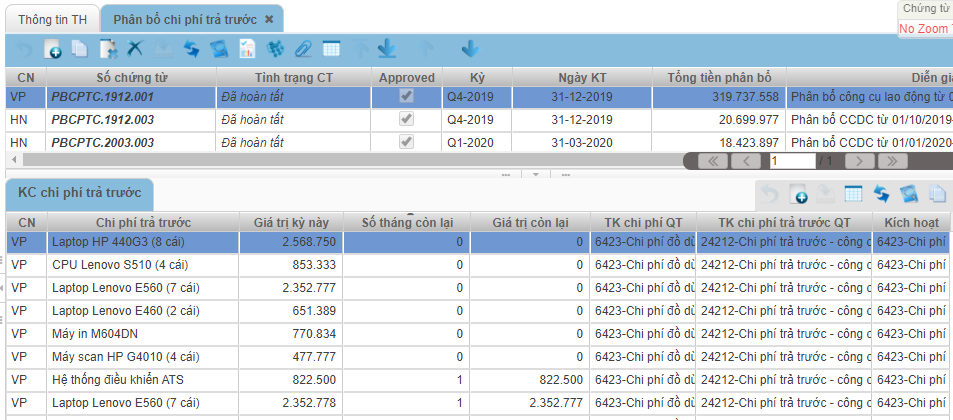 Chứng từ
Thông tin TH Phân bổ chi phí trả trước ✖
No Zoom
CN Số chứng từ Tình trạng CT Approved Kỳ Ngày KT Tổng tiền phân bổ Diễn gi
VP PBCPTC.1912.001 Đã hoàn tất Q4-2019 31-12-2019 319.737.558 Phân bổ công cụ lao động từ 0
HN PBCPTC.1912.003 Đã hoàn tất Q4-2019 31-12-2019 20.699.977 Phân bổ CCDC từ 01/10/2019-
HN PBCPTC.2003.003 Đã hoàn tất Q1-2020 31-03-2020 18.423.897 Phân bổ CCDC từ 01/01/2020-
1 / 1
KC chi phí trả trước
CN Chi phí trả trước Giá trị kỳ này Số tháng còn lại Giá trị còn lại TK chi phí QT TK chi phí trả trước QT Kích hoạt
VP Laptop HP 440G3 (8 cái) 2.568.750 0 0 6423-Chi phí đồ dù 24212-Chi phí trả trước - công c 6423-Chi phí
VP CPU Lenovo S510 (4 cái) 853.333 0 0 6423-Chi phí đồ dù 24212-Chi phí trả trước - công c 6423-Chi phí
VP Laptop Lenovo E560 (7 cái) 2.352.777 0 0 6423-Chi phí đồ dù 24212-Chi phí trả trước - công c 6423-Chi phí
VP Laptop Lenovo E460 (2 cái) 651.389 0 0 6423-Chi phí đồ dù 24212-Chi phí trả trước - công c 6423-Chi phí
VP Máy in M604DN 770.834 0 0 6423-Chi phí đồ dù 24212-Chi phí trả trước - công c 6423-Chi phí
VP Máy scan HP G4010 (4 cái) 477.777 0 0 6423-Chi phí đồ dù 24212-Chi phí trả trước - công c 6423-Chi phí
VP Hệ thống điều khiển ATS 822.500 1 822.500 6423-Chi phí đồ dù 24212-Chi phí trả trước - công c 6423-Chi phí
VP Laptop Lenovo E560 (7 cái) 2.352.778 1 2.352.777 6423-Chi phí đồ dù 24212-Chi phí trả trước - công c 6423-Chi phí